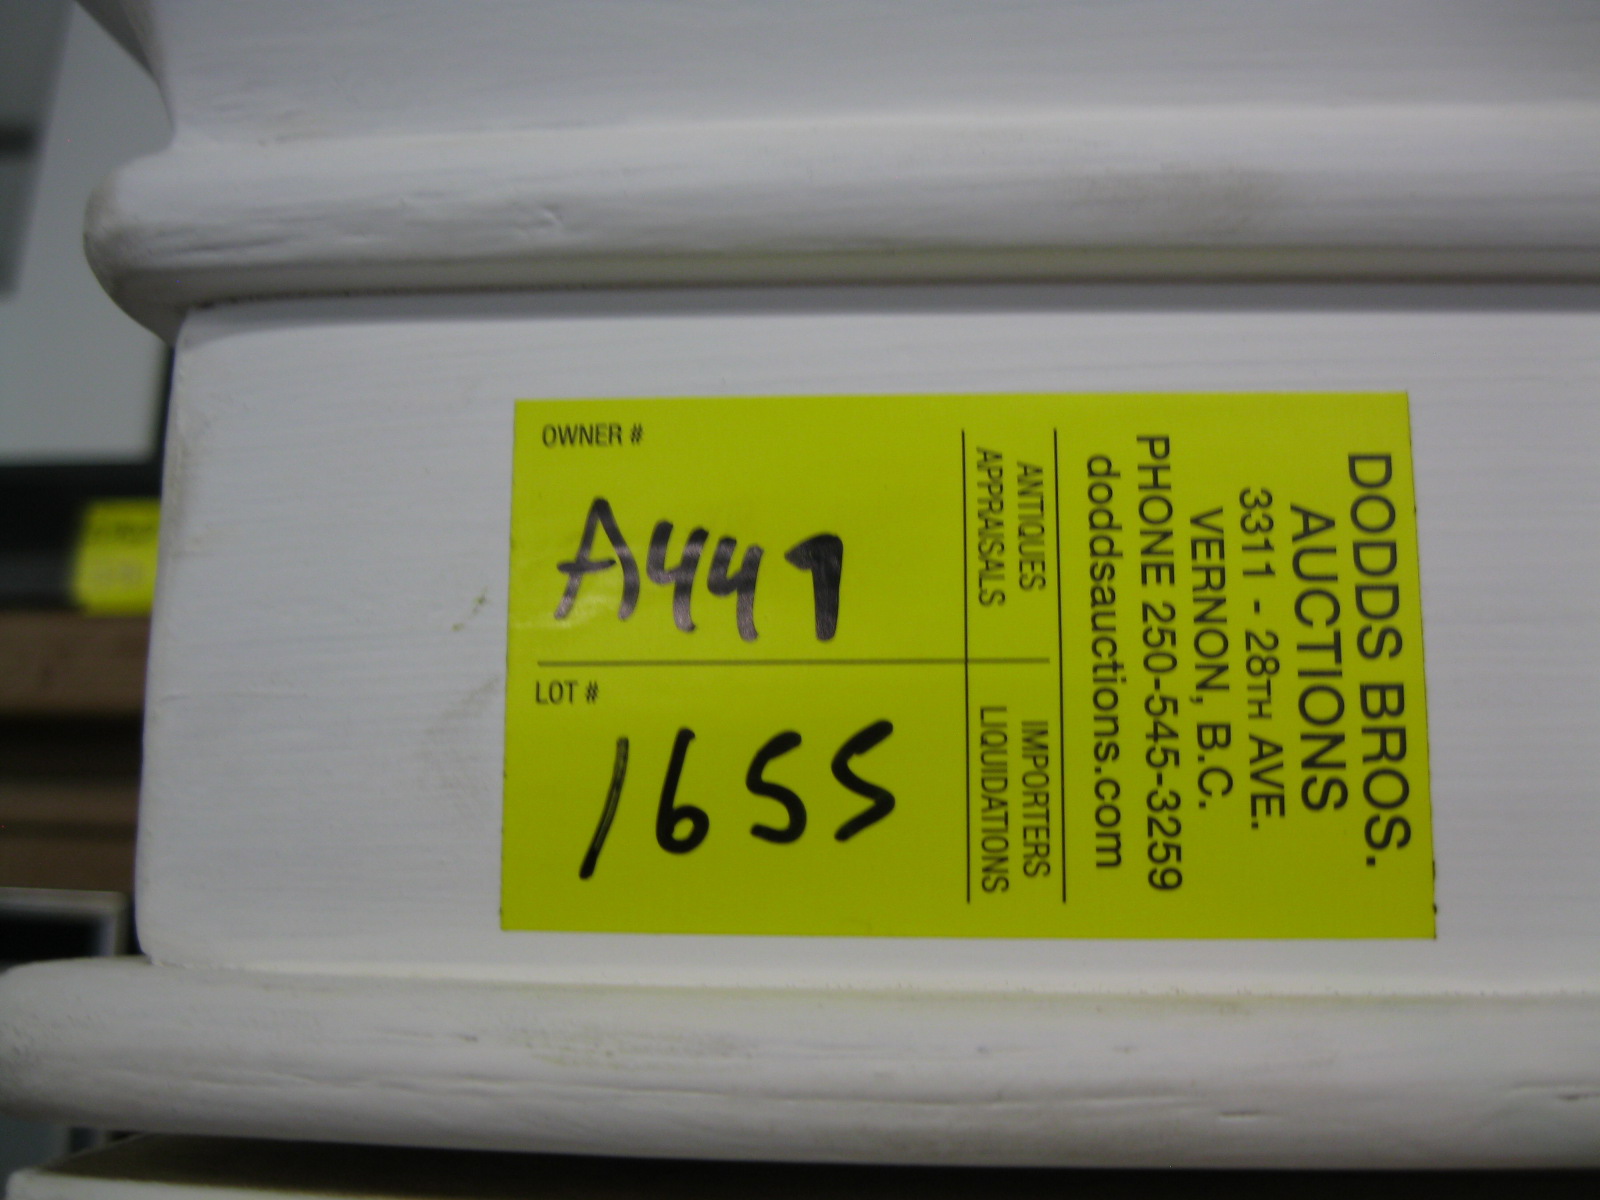 DODDS BROS.
AUCTIONS
3311 - 28TH AVE.
VERNON, B.C.
PHONE 250-545-3259
doddsauctions.com
ANTIQUES
APPRAISALS
IMPORTERS
LIQUIDATIONS
OWNER #
A449
LOT #
1655